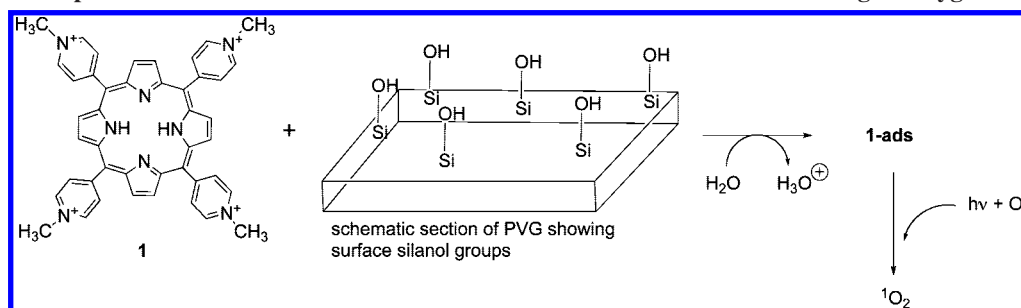 H₃C
CH₃
N⁺
N⁺
N
NH
HN
N
N⁺
N⁺
H₃C
CH₃
1
+
OH
OH
OH
OH
OH
OH
Si
Si
Si
Si
Si
Si
schematic section of PVG showing
surface silanol groups
H₂O
H₃O⊕
1-ads
hν + O
¹O₂